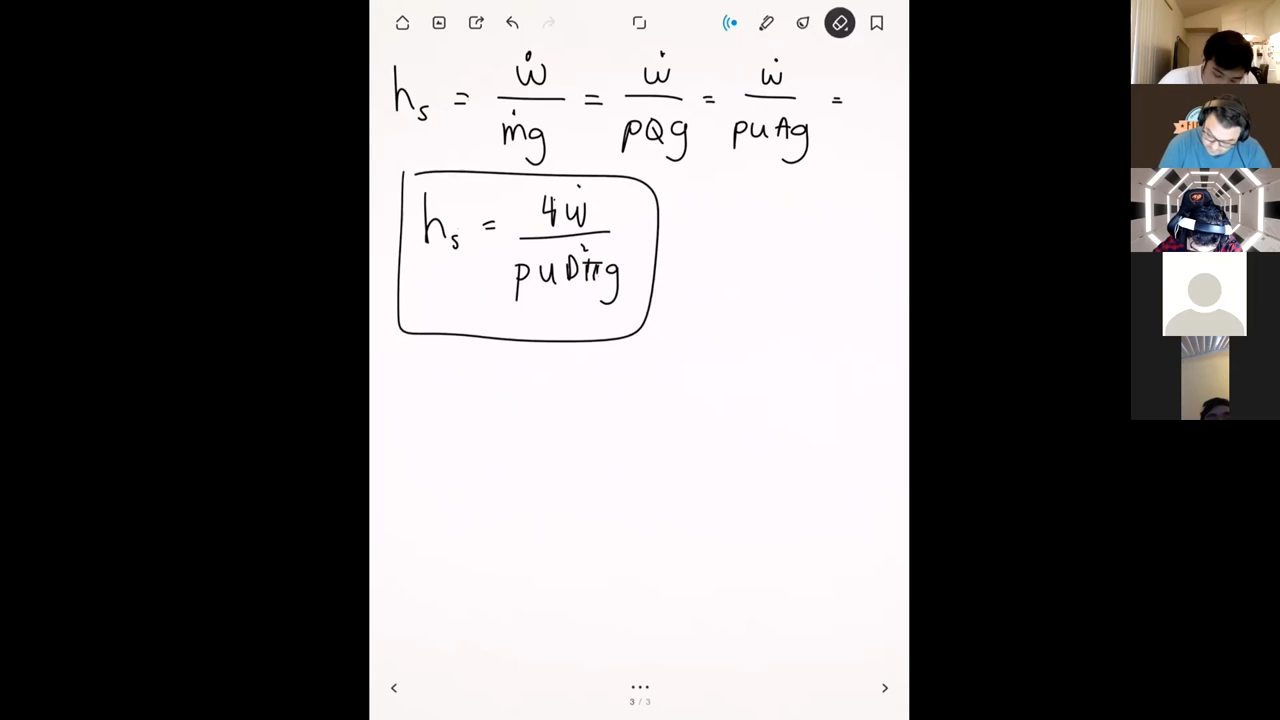 hₛ = ẇ / ṁg = ẇ / ρQg = ẇ / ρuAg =
hₛ = 4ẇ / ρuD²πg
3 / 3